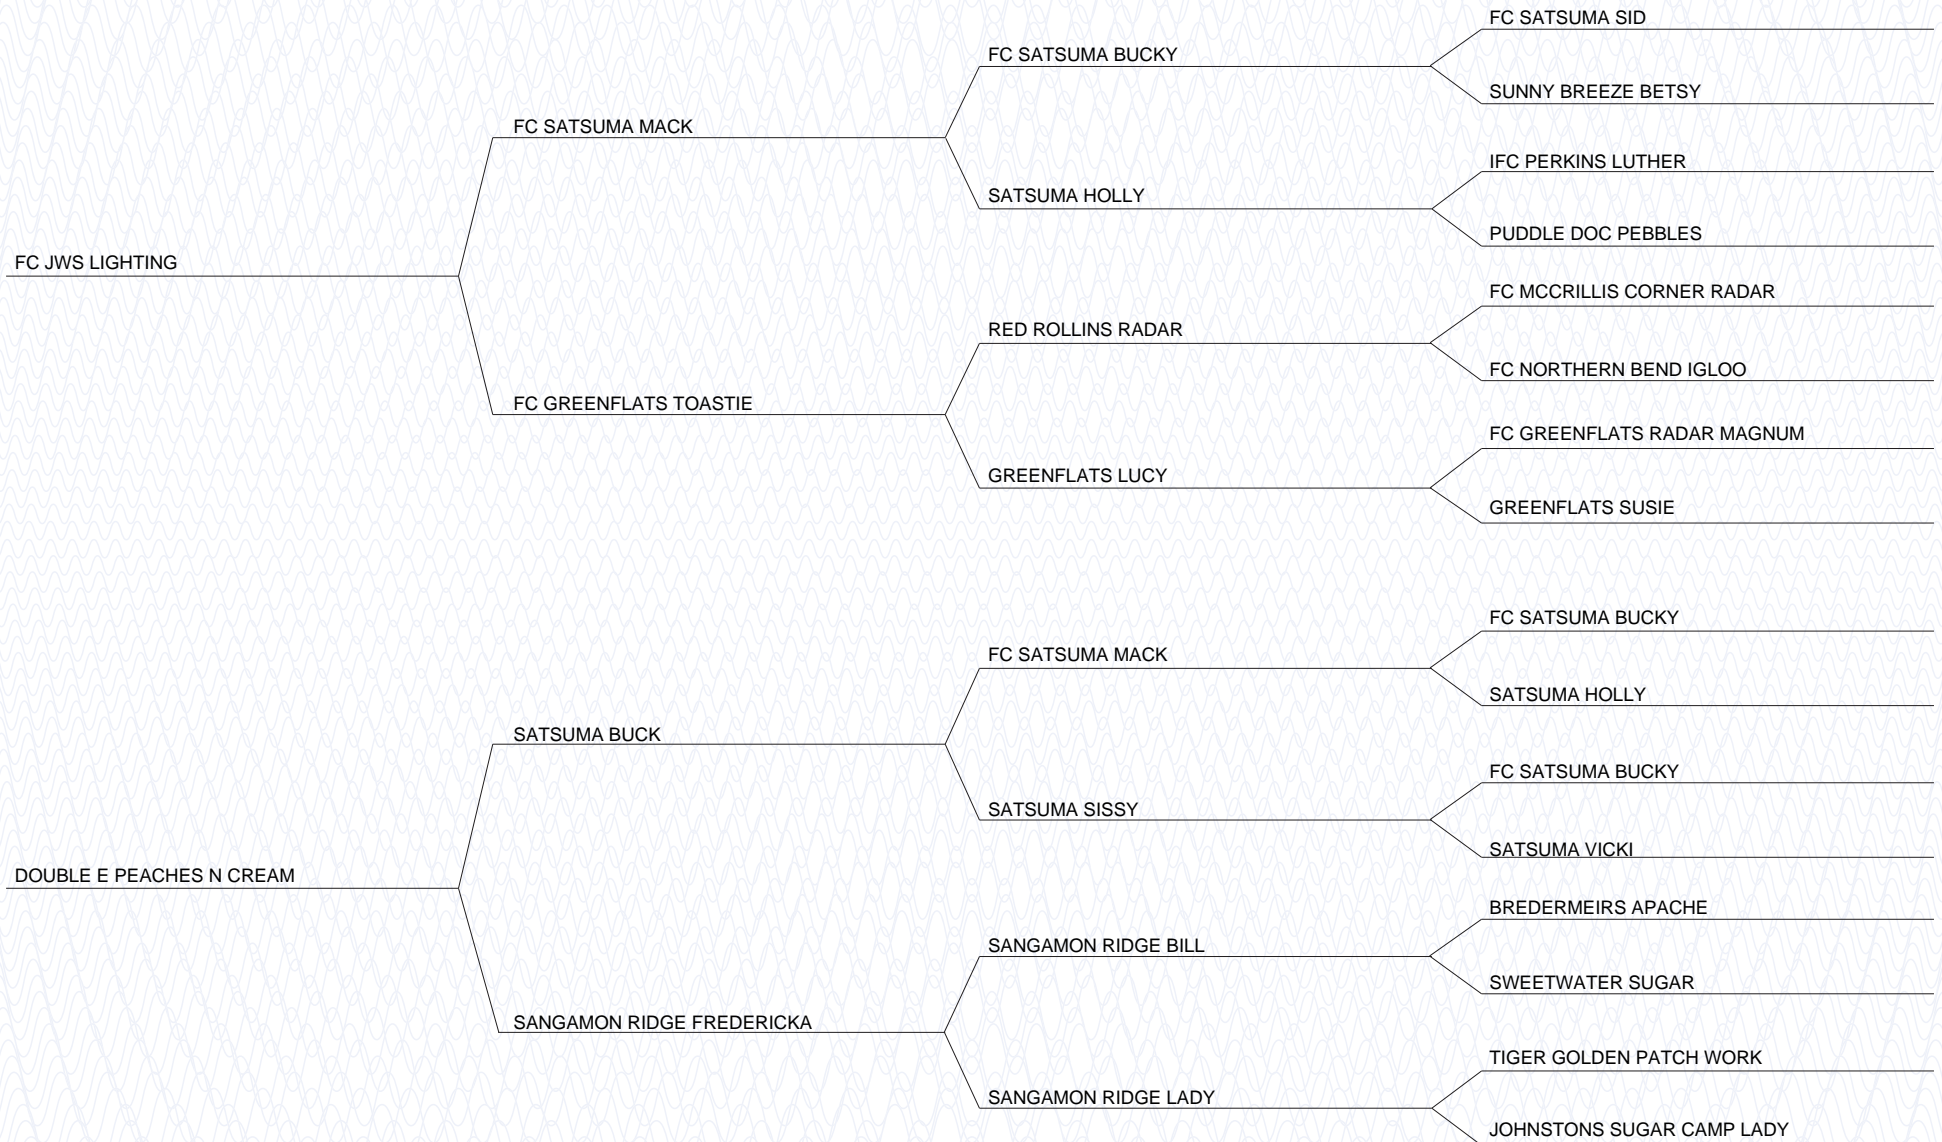 FC SATSUMA SID
FC SATSUMA BUCKY
SUNNY BREEZE BETSY
FC SATSUMA MACK
IFC PERKINS LUTHER
SATSUMA HOLLY
PUDDLE DOC PEBBLES
FC JWS LIGHTING
FC MCCRILLIS CORNER RADAR
RED ROLLINS RADAR
FC NORTHERN BEND IGLOO
FC GREENFLATS TOASTIE
FC GREENFLATS RADAR MAGNUM
GREENFLATS LUCY
GREENFLATS SUSIE
FC SATSUMA BUCKY
FC SATSUMA MACK
SATSUMA HOLLY
SATSUMA BUCK
FC SATSUMA BUCKY
SATSUMA SISSY
SATSUMA VICKI
DOUBLE E PEACHES N CREAM
BREDERMEIRS APACHE
SANGAMON RIDGE BILL
SWEETWATER SUGAR
SANGAMON RIDGE FREDERICKA
TIGER GOLDEN PATCH WORK
SANGAMON RIDGE LADY
JOHNSTONS SUGAR CAMP LADY